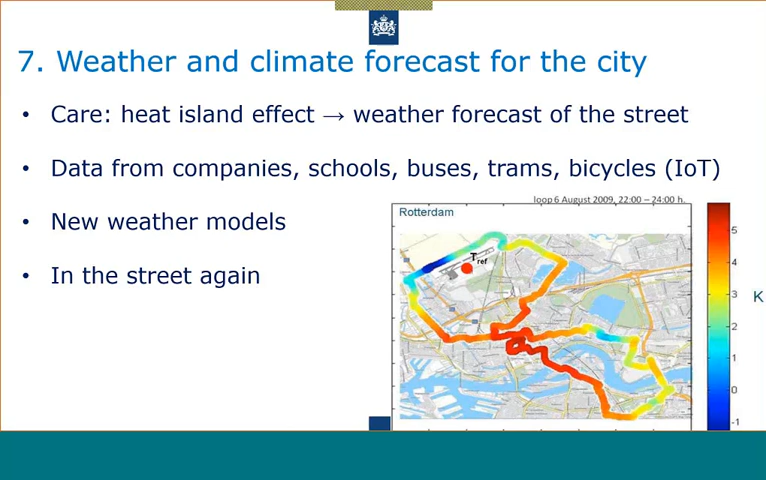 7. Weather and climate forecast for the city
• Care: heat island effect → weather forecast of the street
• Data from companies, schools, buses, trams, bicycles (IoT)
• New weather models
• In the street again
loop 6 August 2009, 22:00 – 24:00 h.
Rotterdam
Tref
5
4
3
2
1
0
-1
K